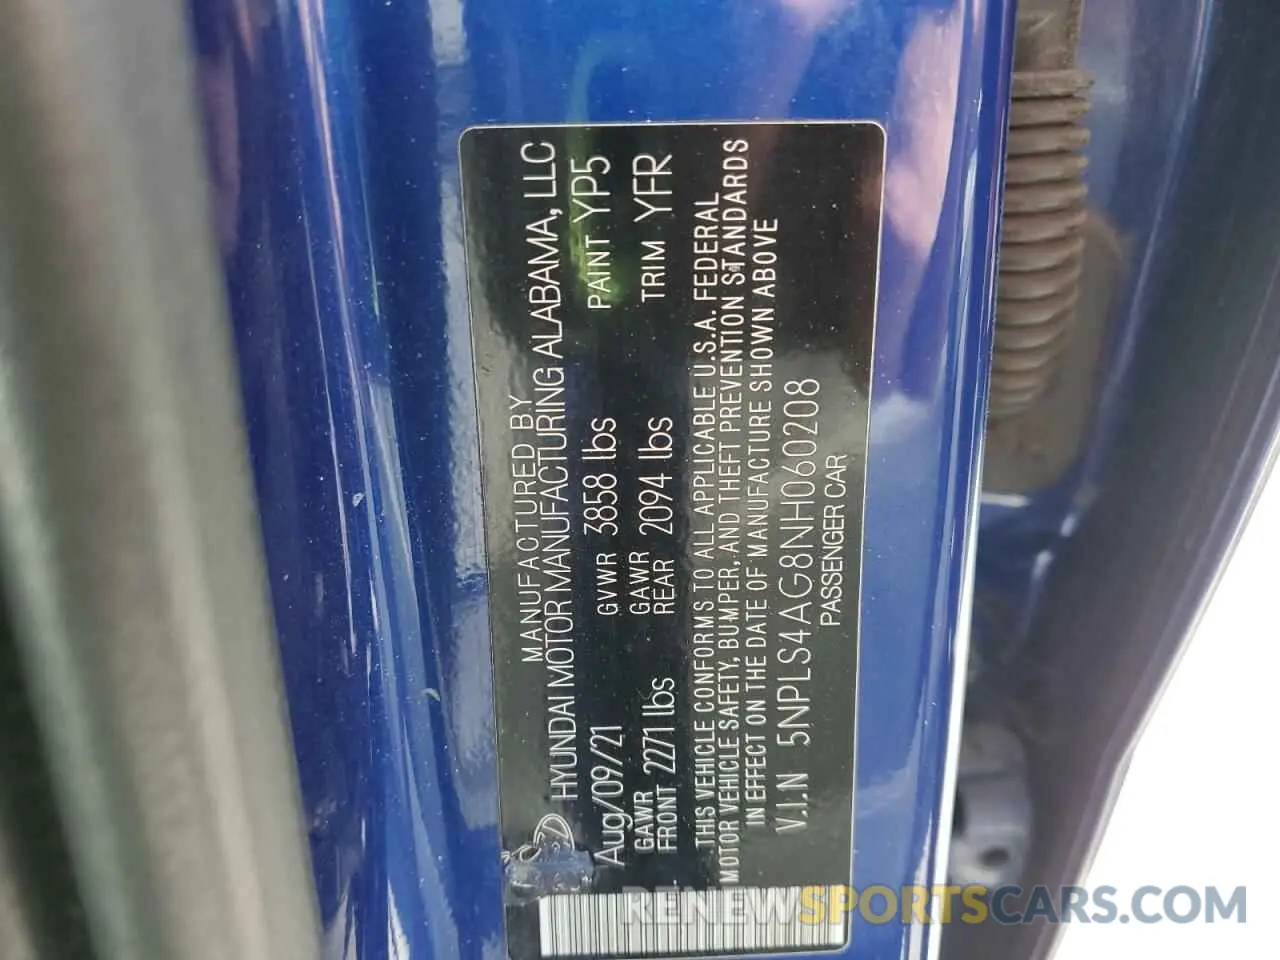 MANUFACTURED BY
HYUNDAI MOTOR MANUFACTURING ALABAMA, LLC
Aug/09/21 GVWR 3858 lbs PAINT YP5
GAWR FRONT 2271 lbs GAWR REAR 2094 lbs TRIM YFR
THIS VEHICLE CONFORMS TO ALL APPLICABLE U.S.A. FEDERAL
MOTOR VEHICLE SAFETY, BUMPER, AND THEFT PREVENTION STANDARDS
IN EFFECT ON THE DATE OF MANUFACTURE SHOWN ABOVE
V.I.N 5NPLS4AG8NH060208
PASSENGER CAR
RENEWSPORTSCARS.COM